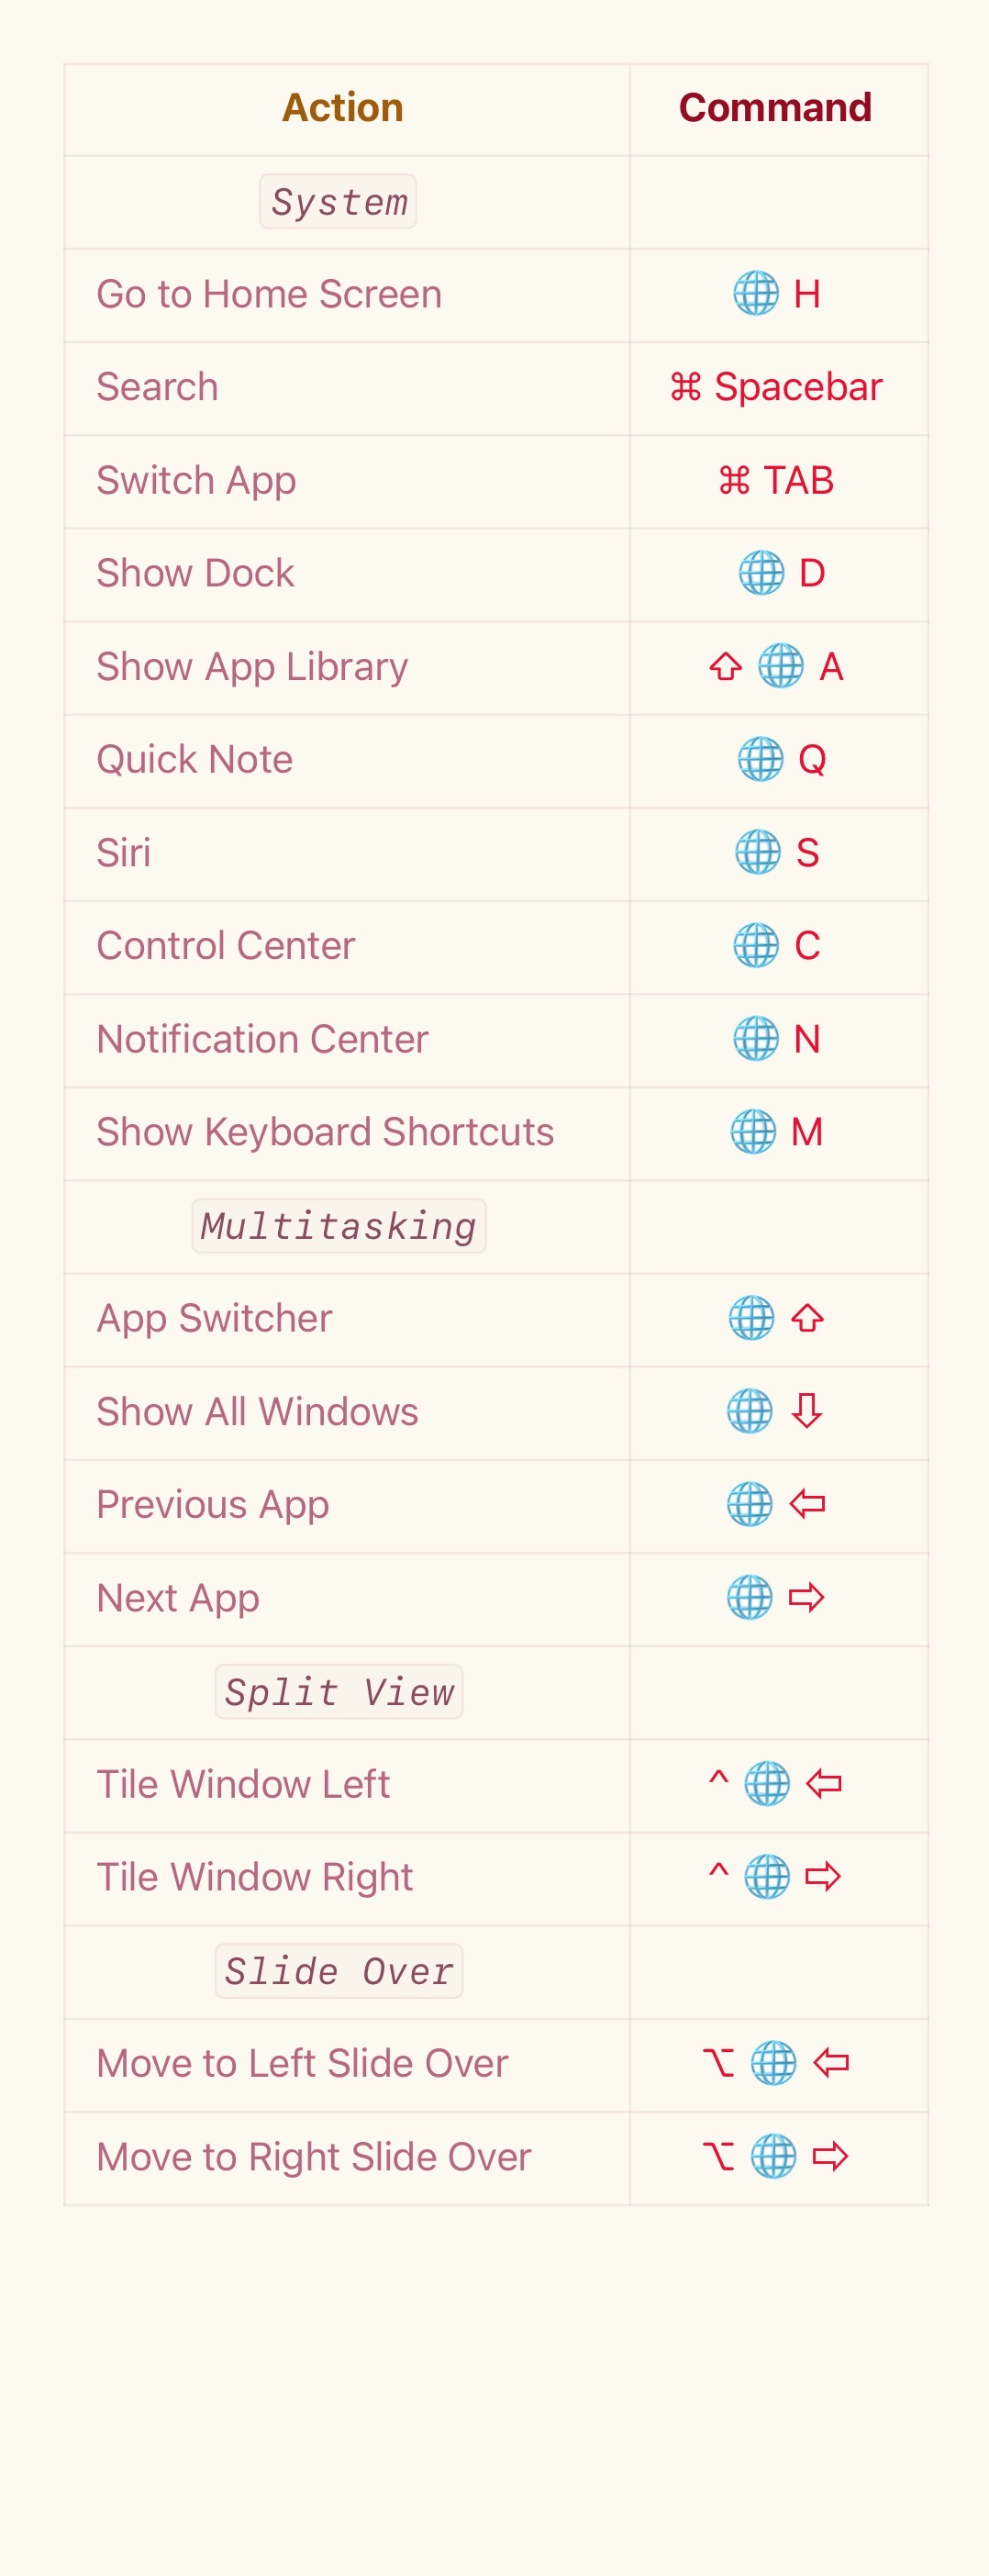 Action Command
System
Go to Home Screen 🌐 H
Search ⌘ Spacebar
Switch App ⌘ TAB
Show Dock 🌐 D
Show App Library ⇧ 🌐 A
Quick Note 🌐 Q
Siri 🌐 S
Control Center 🌐 C
Notification Center 🌐 N
Show Keyboard Shortcuts 🌐 M
Multitasking
App Switcher 🌐 ⇧
Show All Windows 🌐 ⇩
Previous App 🌐 ⇦
Next App 🌐 ⇨
Split View
Tile Window Left ^ 🌐 ⇦
Tile Window Right ^ 🌐 ⇨
Slide Over
Move to Left Slide Over ⌥ 🌐 ⇦
Move to Right Slide Over ⌥ 🌐 ⇨